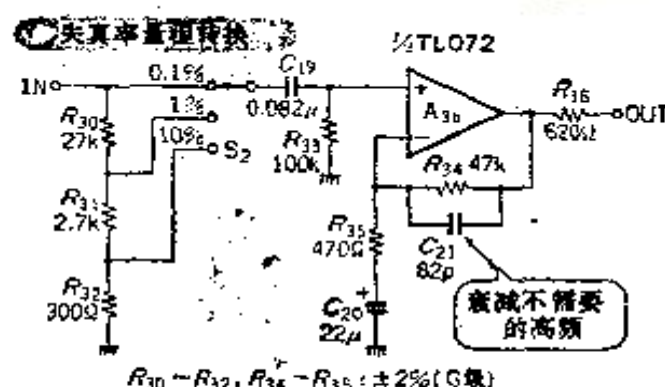 失真率量程转换
½TL072
IN
0.1%
1%
10%
S2
C19
0.082μ
R30
27k
R31
2.7k
R32
300Ω
R33
100k
+
A3b
−
R34 47k
R35
470Ω
C21
82p
R36
620Ω
OUT
+
C20
22μ
衰减不需要
的高频
R30−R32, R34−R35: ±2%(G级)